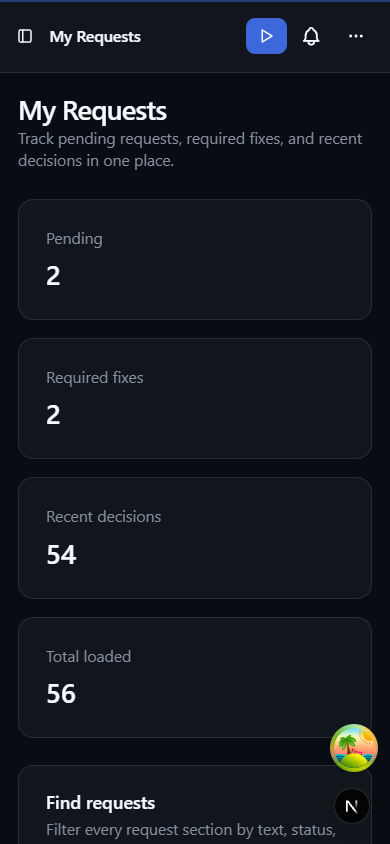 My Requests
My Requests
Track pending requests, required fixes, and recent
decisions in one place.
Pending
2
Required fixes
2
Recent decisions
54
Total loaded
56
Find requests
Filter every request section by text, status,
N